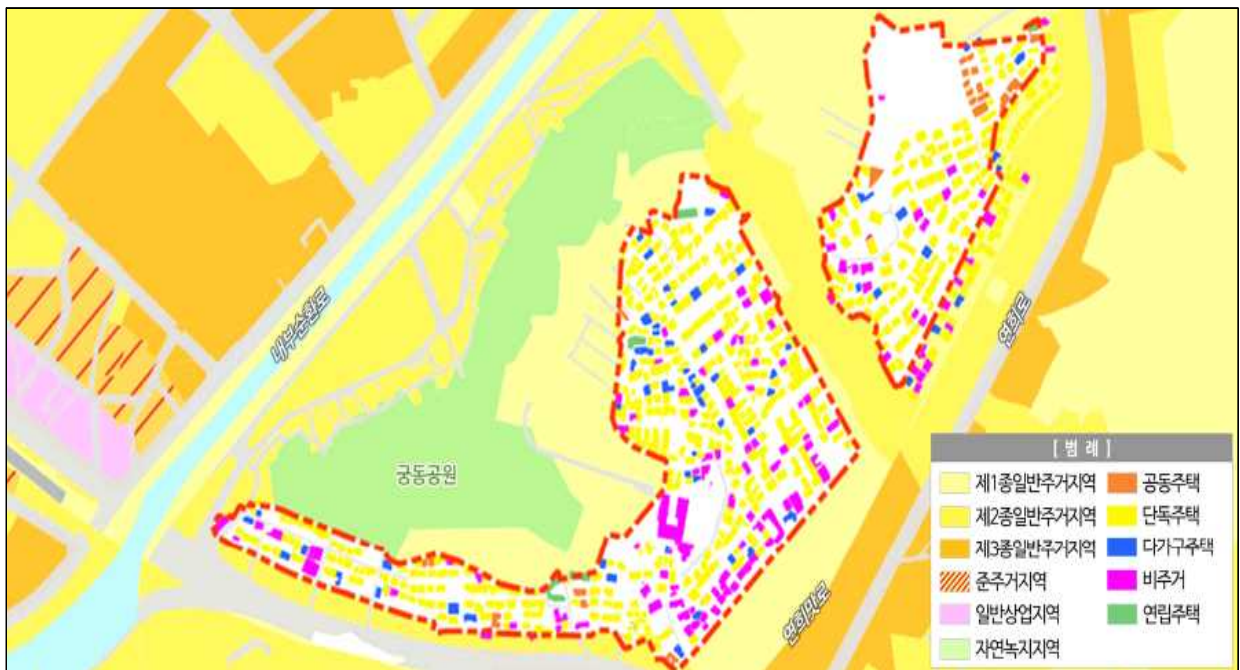 내부순환로
연희로
궁동공원
연희맛로
[ 범 례 ]
제1종일반주거지역
공동주택
제2종일반주거지역
단독주택
제3종일반주거지역
다가구주택
준주거지역
비주거
일반상업지역
연립주택
자연녹지지역